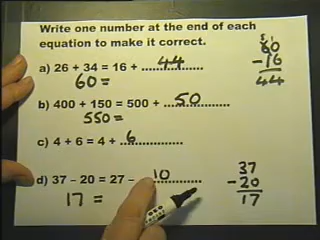 Write one number at the end of each
equation to make it correct.
a) 26 + 34 = 16 + 44
60 =
60
-16
44
b) 400 + 150 = 500 + 50
550 =
c) 4 + 6 = 4 + 6
d) 37 – 20 = 27 – 10
17 =
37
- 20
17